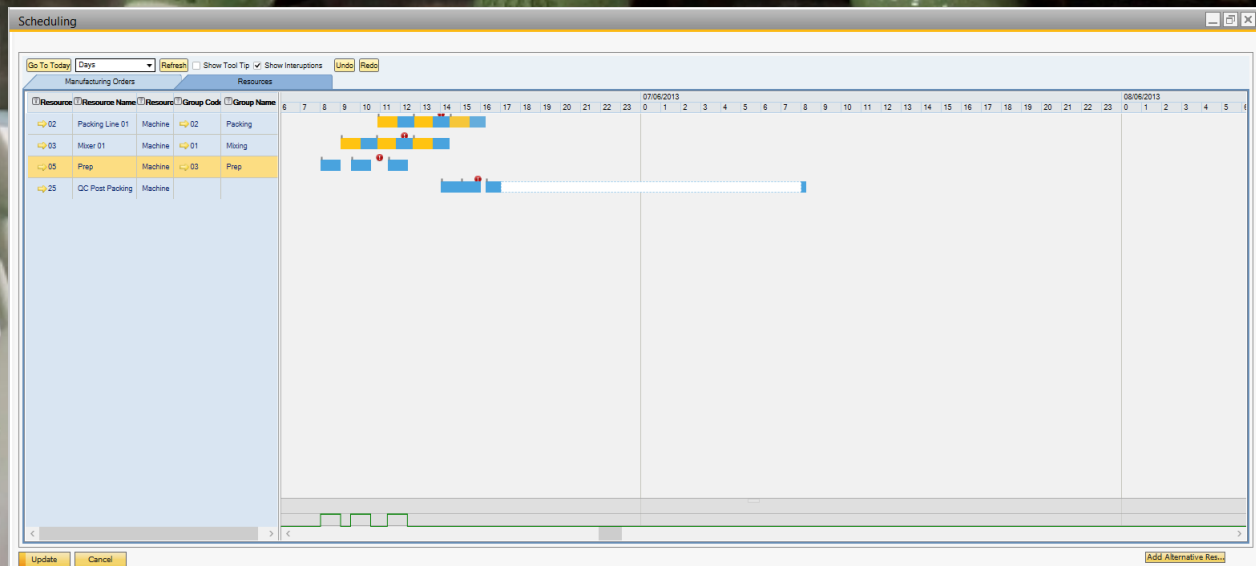 Scheduling
Go To Today Days Refresh Show Tool Tip Show Interuptions Undo Redo
Manufacturing Orders Resources
Resource Resource Name Resourc Group Code Group Name
07/06/2013 08/06/2013
6 7 8 9 10 11 12 13 14 15 16 17 18 19 20 21 22 23 0 1 2 3 4 5 6 7 8 9 10 11 12 13 14 15 16 17 18 19 20 21 22 23 0 1 2 3 4 5 6
02 Packing Line 01 Machine 02 Packing
03 Mixer 01 Machine 01 Mixing
05 Prep Machine 03 Prep
25 QC Post Packing Machine
Update Cancel Add Alternative Res...